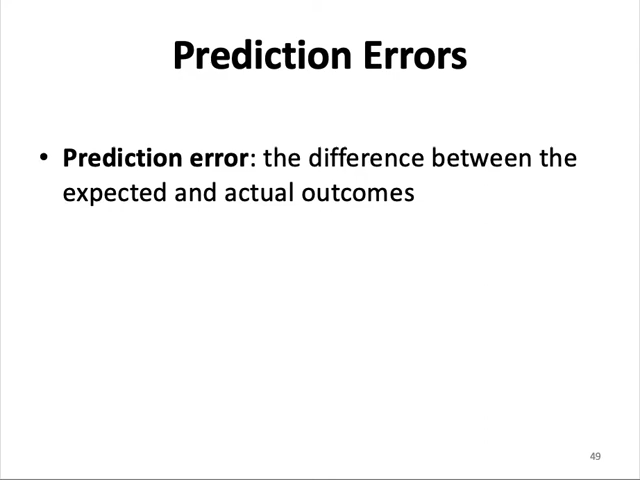 Prediction Errors
• Prediction error: the difference between the
expected and actual outcomes
49